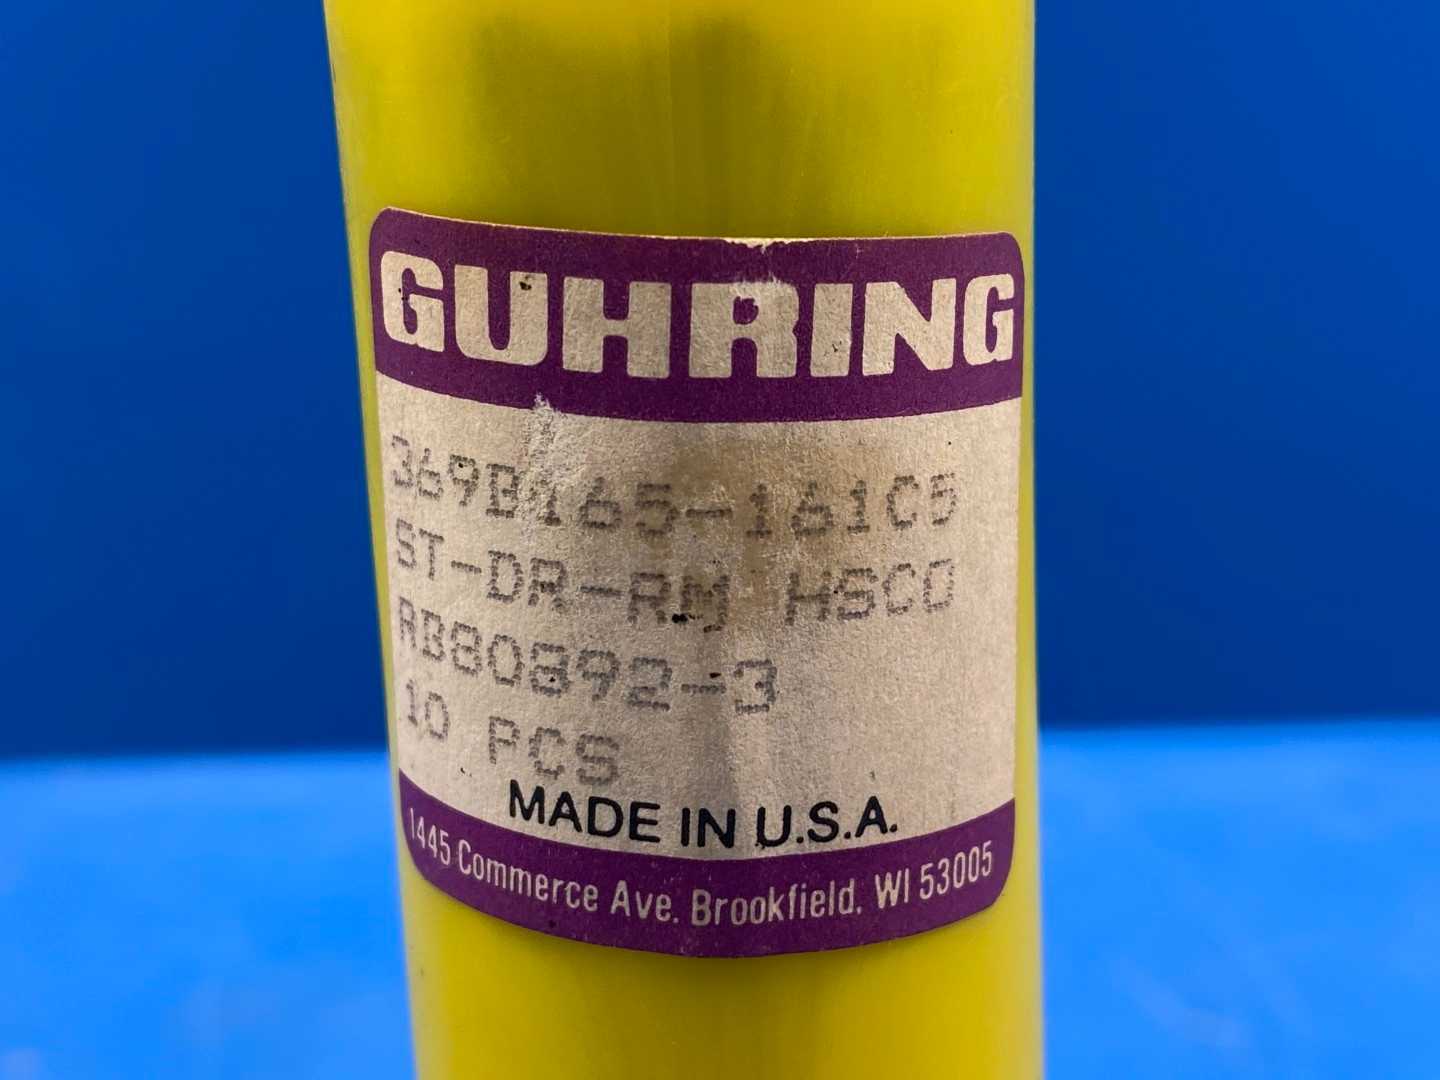 GUHRING
369B165-161C5
ST-DR-RM HSCO
RB80892-3
10 PCS
MADE IN U.S.A.
1445 Commerce Ave. Brookfield, WI 53005